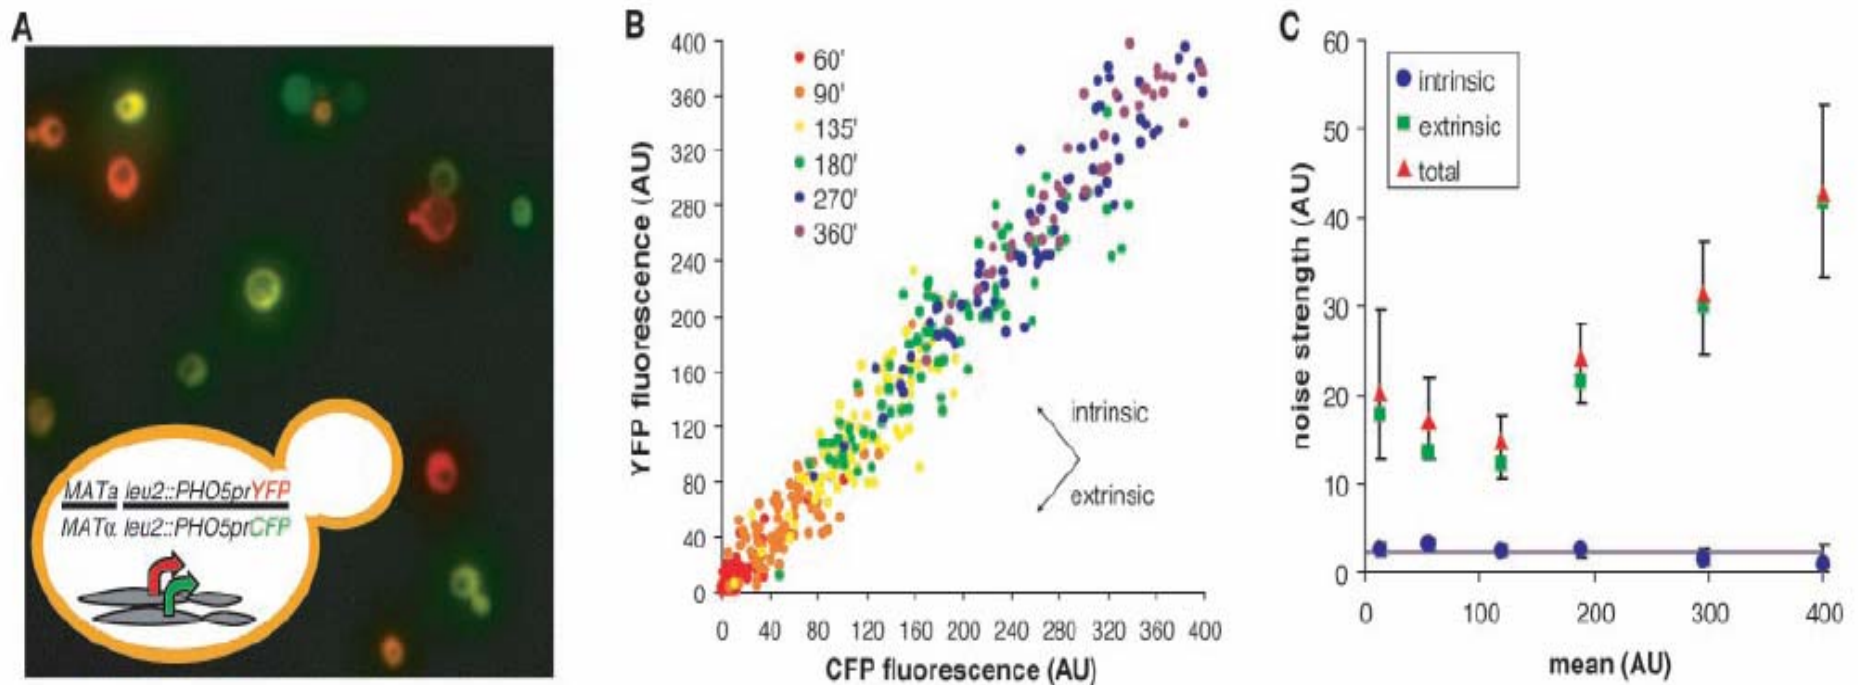 A
MATa leu2::PHO5prYFP
MATα leu2::PHO5prCFP
B
YFP fluorescence (AU)
400
360
320
280
240
200
160
120
80
40
0
60'
90'
135'
180'
270'
360'
intrinsic
extrinsic
0 40 80 120 160 200 240 280 320 360 400
CFP fluorescence (AU)
C
noise strength (AU)
60
50
40
30
20
10
0
intrinsic
extrinsic
total
0 100 200 300 400
mean (AU)